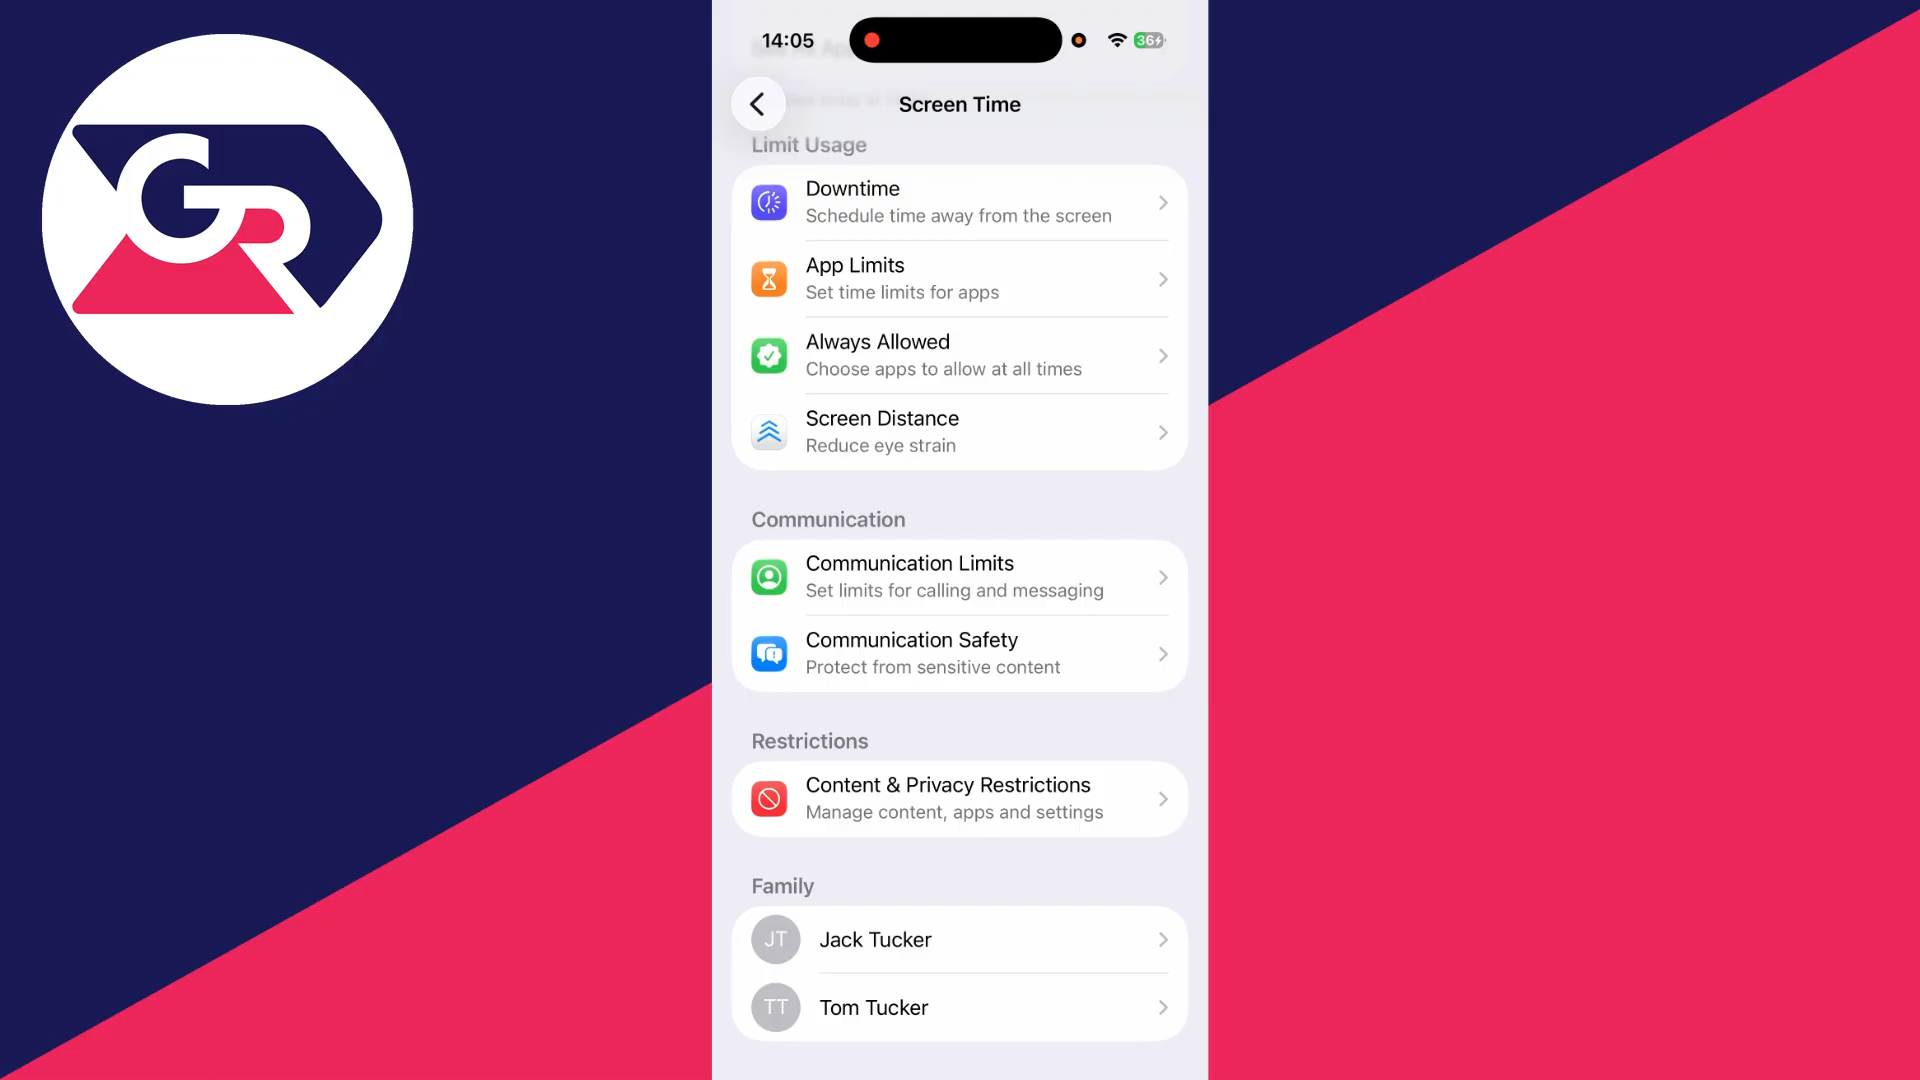 GR
14:05
36
Screen Time
Limit Usage
Downtime
Schedule time away from the screen
App Limits
Set time limits for apps
Always Allowed
Choose apps to allow at all times
Screen Distance
Reduce eye strain
Communication
Communication Limits
Set limits for calling and messaging
Communication Safety
Protect from sensitive content
Restrictions
Content & Privacy Restrictions
Manage content, apps and settings
Family
JT
Jack Tucker
TT
Tom Tucker